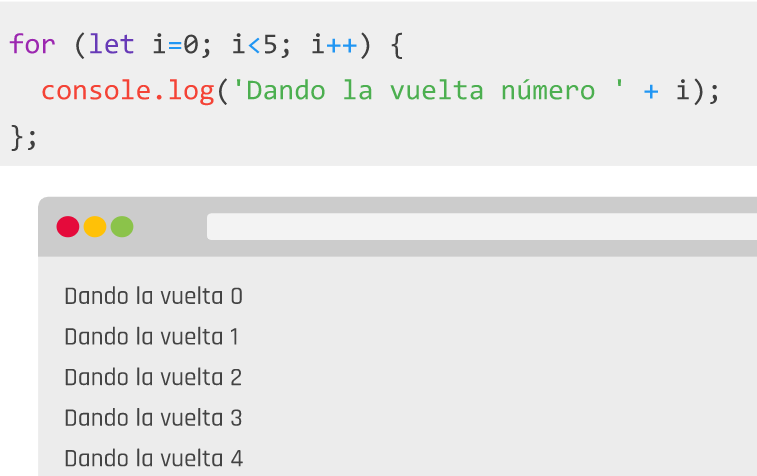 for (let i=0; i<5; i++) {
console.log('Dando la vuelta número ' + i);
};
Dando la vuelta 0
Dando la vuelta 1
Dando la vuelta 2
Dando la vuelta 3
Dando la vuelta 4